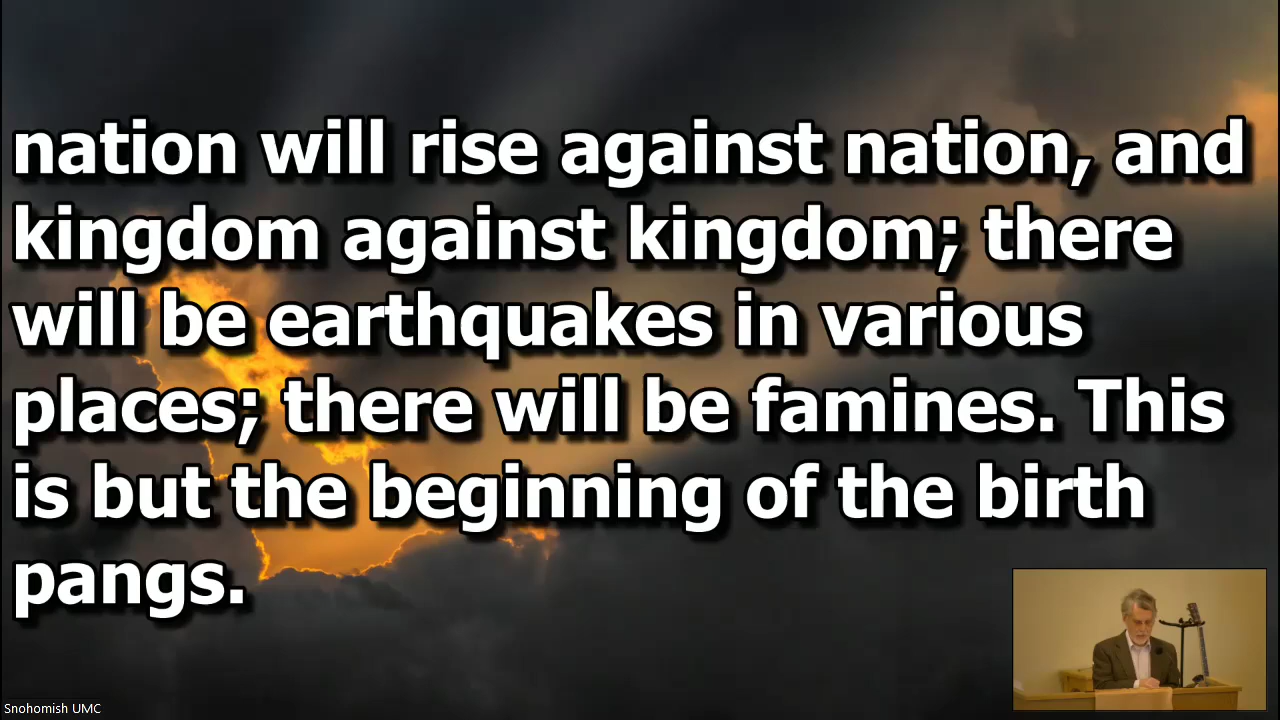 nation will rise against nation, and
kingdom against kingdom; there
will be earthquakes in various
places; there will be famines. This
is but the beginning of the birth
pangs.
Snohomish UMC